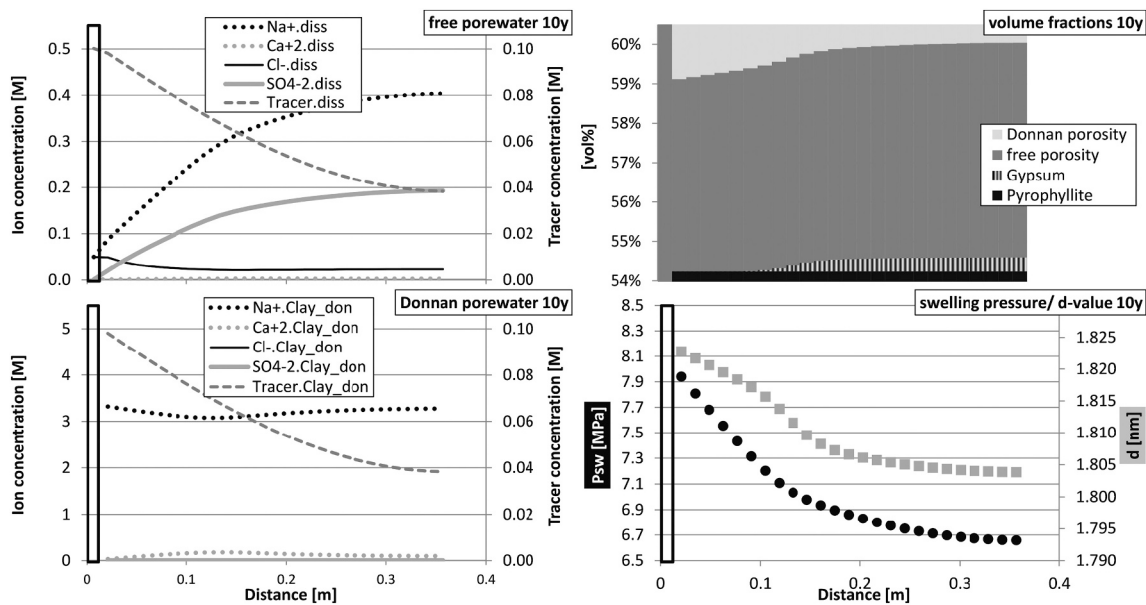 free porewater 10y
Na+.diss
Ca+2.diss
Cl-.diss
SO4-2.diss
Tracer.diss
Ion concentration [M]
0.5
0.4
0.3
0.2
0.1
0.0
0.10
0.08
0.06
0.04
0.02
0.00
Tracer concentration [M]
volume fractions 10y
[vol%]
60%
59%
58%
57%
56%
55%
54%
Donnan porosity
free porosity
Gypsum
Pyrophyllite
Donnan porewater 10y
Na+.Clay_don
Ca+2.Clay_don
Cl-.Clay_don
SO4-2.Clay_don
Tracer.Clay_don
Ion concentration [M]
5
4
3
2
1
0
0.10
0.08
0.06
0.04
0.02
0.00
Tracer concentration [M]
0
0.1
0.2
0.3
0.4
Distance [m]
swelling pressure/ d-value 10y
Psw [MPa]
8.5
8.3
8.1
7.9
7.7
7.5
7.3
7.1
6.9
6.7
6.5
1.825
1.820
1.815
1.810
1.805
1.800
1.795
1.790
d [nm]
0
0.1
0.2
0.3
0.4
Distance [m]